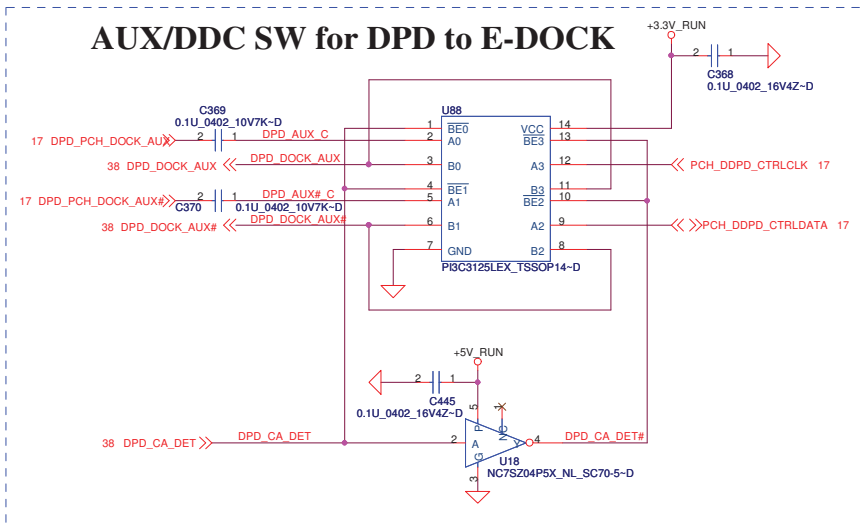 AUX/DDC SW for DPD to E-DOCK
+3.3V_RUN
2 1
C368
0.1U_0402_16V4Z~D
U88
C369
0.1U_0402_10V7K~D
17 DPD_PCH_DOCK_AUX 2 1 DPD_AUX_C
38 DPD_DOCK_AUX DPD_DOCK_AUX
17 DPD_PCH_DOCK_AUX# 2 1 DPD_AUX#_C
C370 0.1U_0402_10V7K~D
38 DPD_DOCK_AUX# DPD_DOCK_AUX#
1 BE0 VCC 14
2 A0 BE3 13
3 B0 A3 12
4 BE1 B3 11
5 A1 BE2 10
6 B1 A2 9
7 GND B2 8
PI3C3125LEX_TSSOP14~D
PCH_DDPD_CTRLCLK 17
PCH_DDPD_CTRLDATA 17
+5V_RUN
2 1
C445
0.1U_0402_16V4Z~D
5 P NC 1
38 DPD_CA_DET DPD_CA_DET 2 A Y 4 DPD_CA_DET#
G 3
U18
NC7SZ04P5X_NL_SC70-5~D